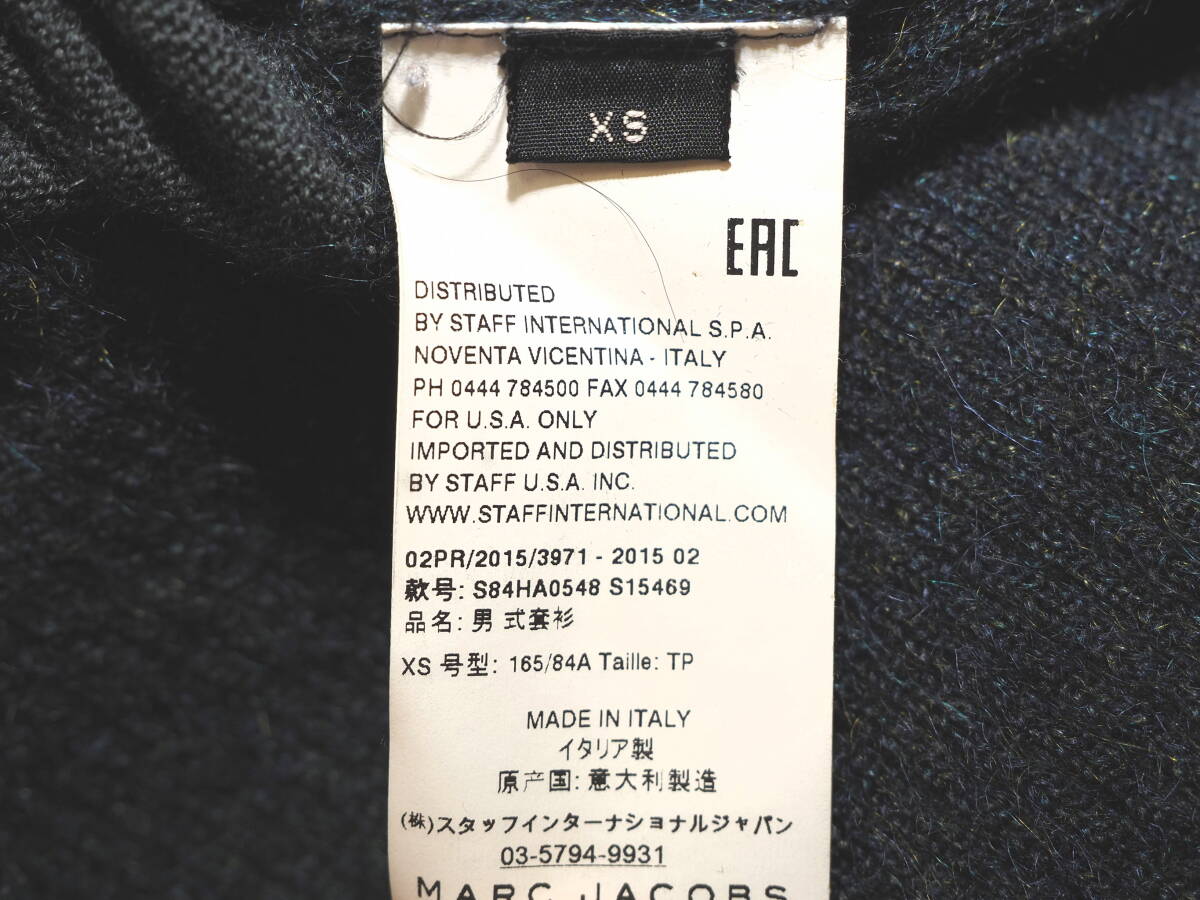 XS
EAC
DISTRIBUTED
BY STAFF INTERNATIONAL S.P.A.
NOVENTA VICENTINA - ITALY
PH 0444 784500 FAX 0444 784580
FOR U.S.A. ONLY
IMPORTED AND DISTRIBUTED
BY STAFF U.S.A. INC.
WWW.STAFFINTERNATIONAL.COM
02PR/2015/3971 - 2015 02
款号: S84HA0548 S15469
品名: 男 式套衫
XS 号型: 165/84A Taille: TP
MADE IN ITALY
イタリア製
原产国: 意大利製造
(株)スタッフインターナショナルジャパン
03-5794-9931
MARC JACOBS